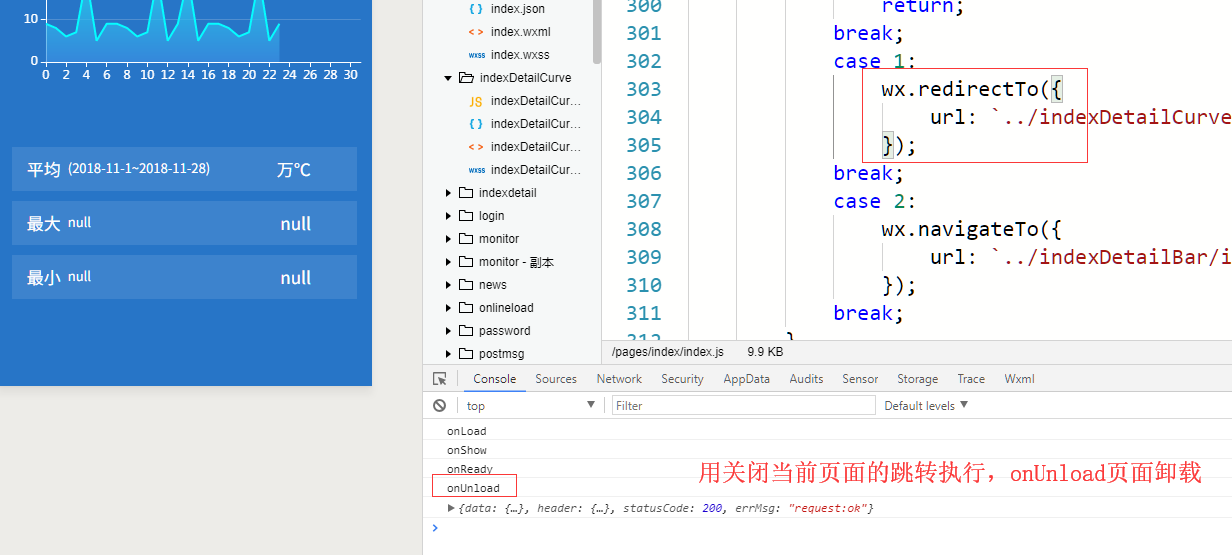 10
0
0 2 4 6 8 10 12 14 16 18 20 22 24 26 28 30
平均 (2018-11-1~2018-11-28) 万℃
最大 null null
最小 null null
{ } index.json
< > index.wxml
wxss index.wxss
indexDetailCurve
JS indexDetailCur...
{ } indexDetailCur...
< > indexDetailCur...
wxss indexDetailCur...
indexdetail
login
monitor
monitor - 副本
news
onlineload
password
postmsg
300 return;
301 break;
302 case 1:
303 wx.redirectTo({
304 url: `../indexDetailCurve
305 });
306 break;
307 case 2:
308 wx.navigateTo({
309 url: `../indexDetailBar/i
310 });
311 break;
312 }
/pages/index/index.js 9.9 KB
Console Sources Network Security AppData Audits Sensor Storage Trace Wxml
top Filter Default levels
onLoad
onShow
onReady
onUnload
用关闭当前页面的跳转执行，onUnload页面卸载
{data: {…}, header: {…}, statusCode: 200, errMsg: "request:ok"}
>